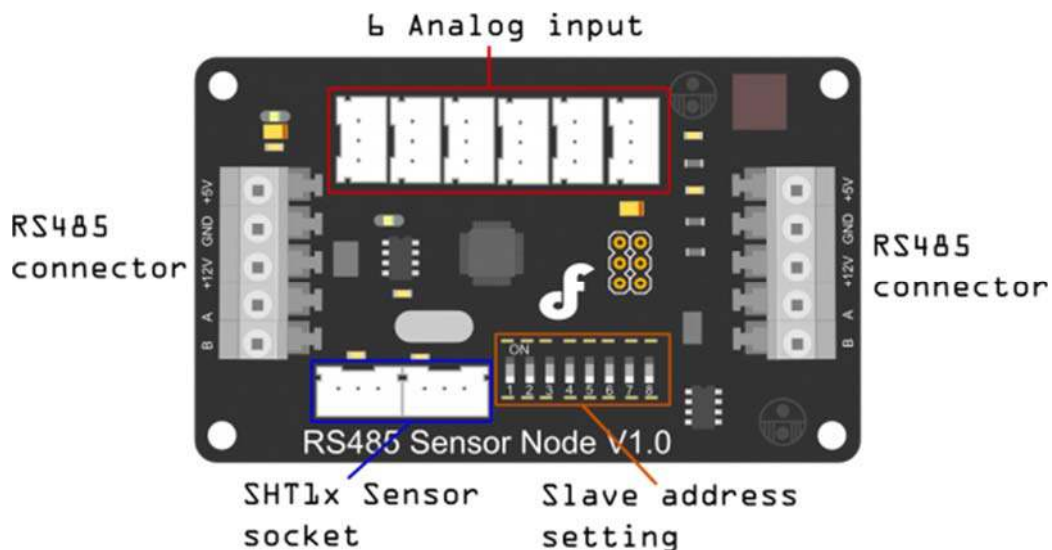 6 Analog input
RS485
connector
+5V
GND
+12V
A
B
ON
1 2 3 4 5 6 7 8
RS485 Sensor Node V1.0
+5V
GND
+12V
A
B
RS485
connector
SHT1x Sensor
socket
Slave address
setting